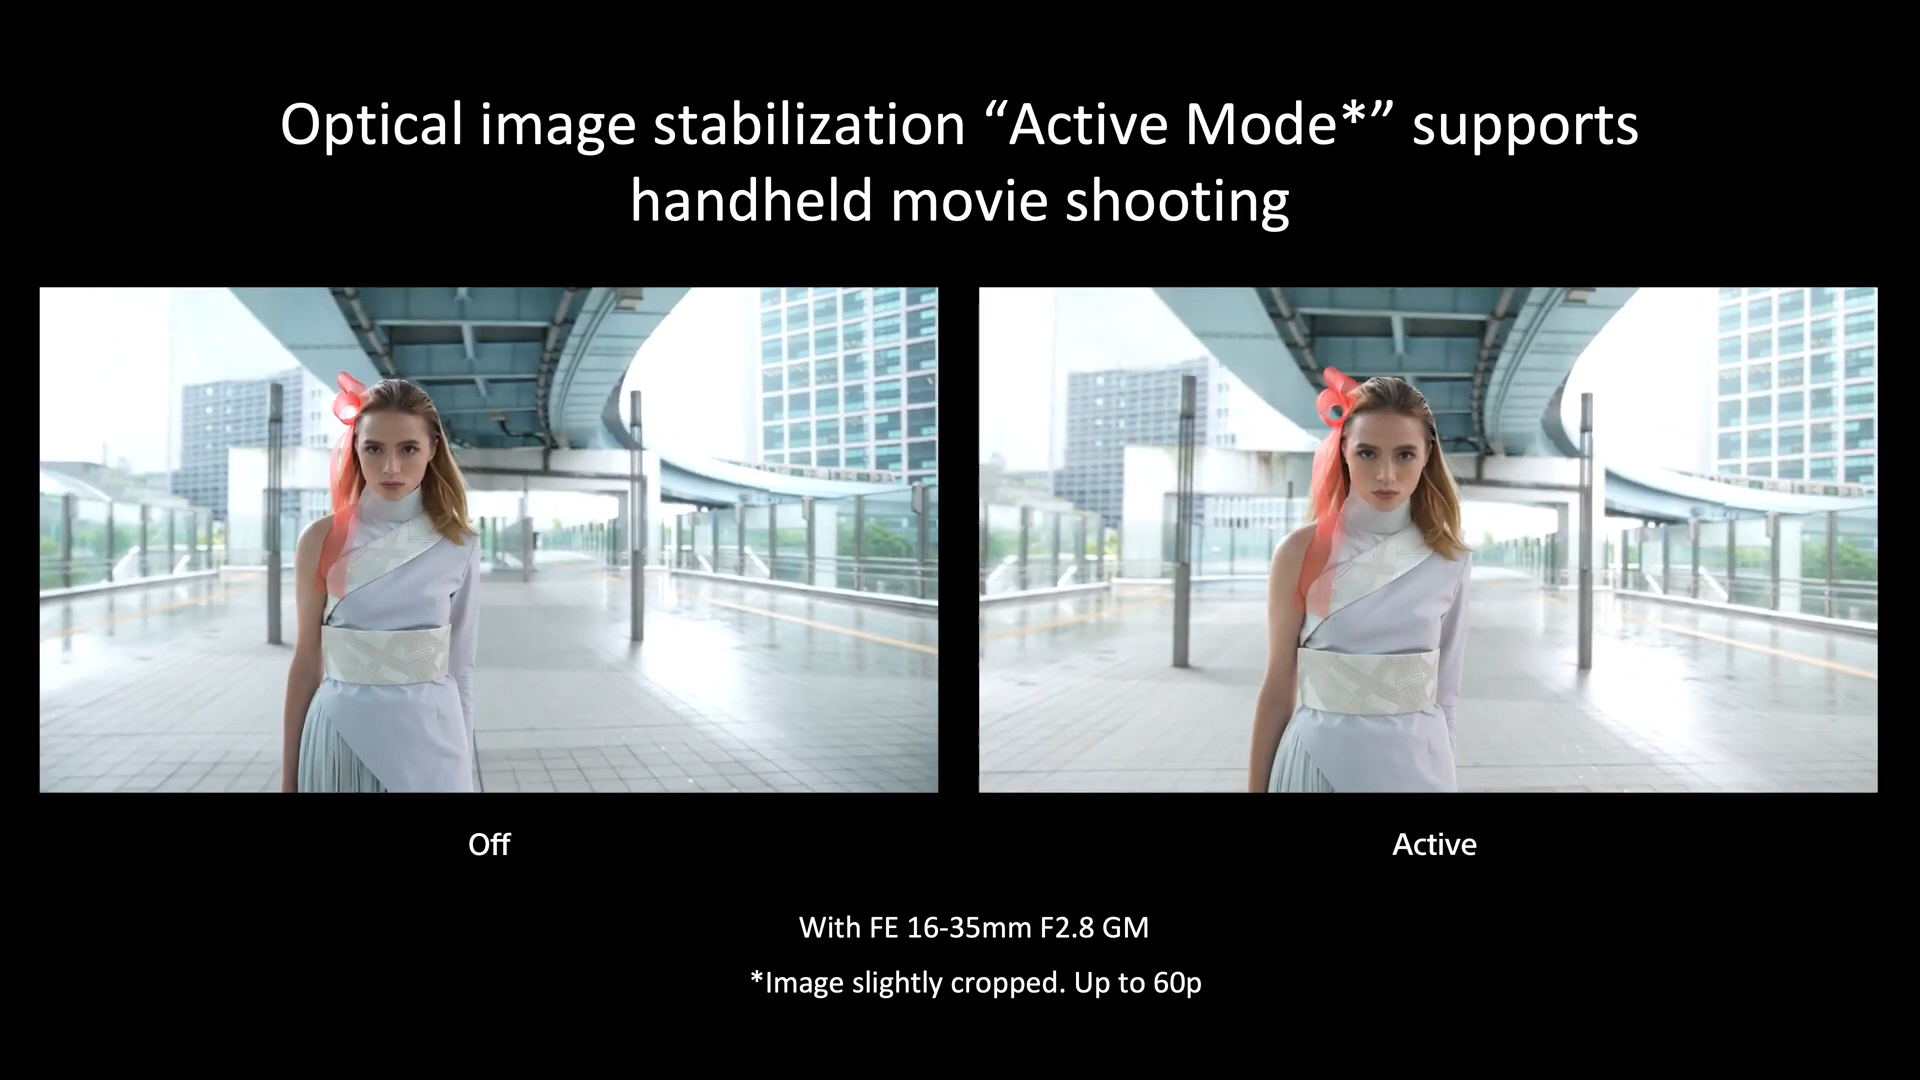 Optical image stabilization “Active Mode*” supports
handheld movie shooting
Off
Active
With FE 16-35mm F2.8 GM
*Image slightly cropped. Up to 60p